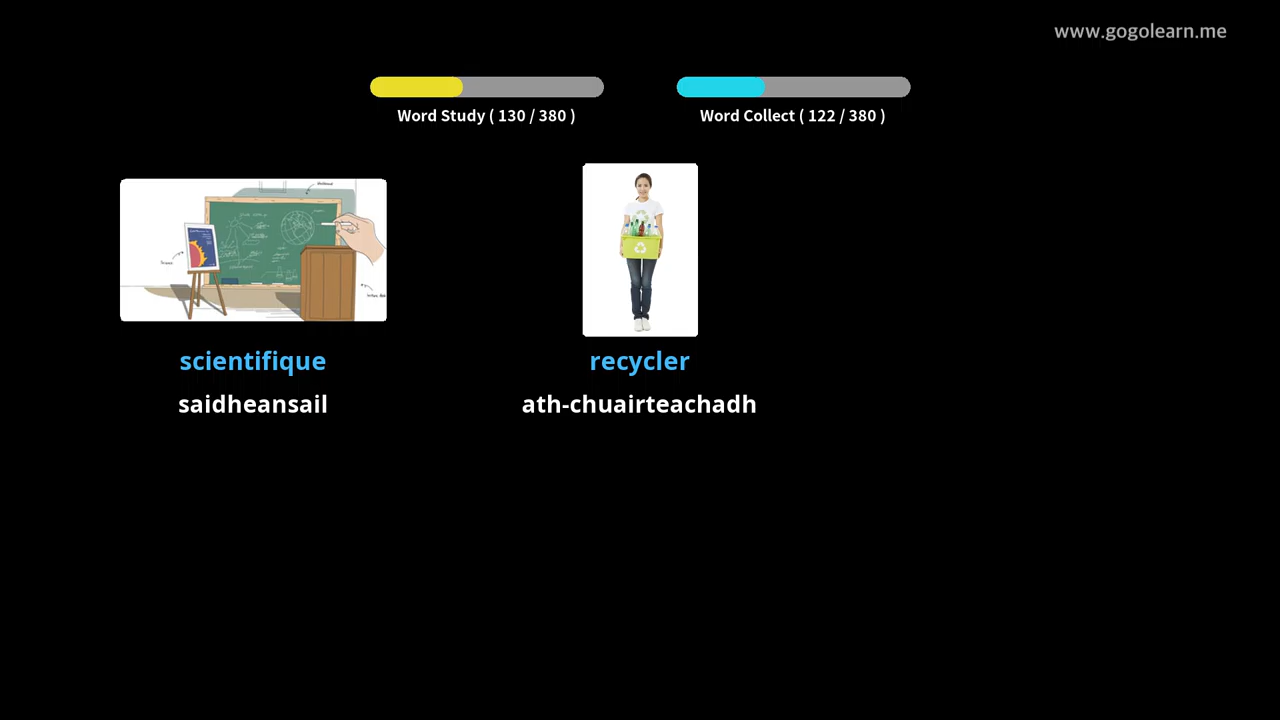 www.gogolearn.me
Word Study ( 130 / 380 )
Word Collect ( 122 / 380 )
scientifique
recycler
saidheansail
ath-chuairteachadh